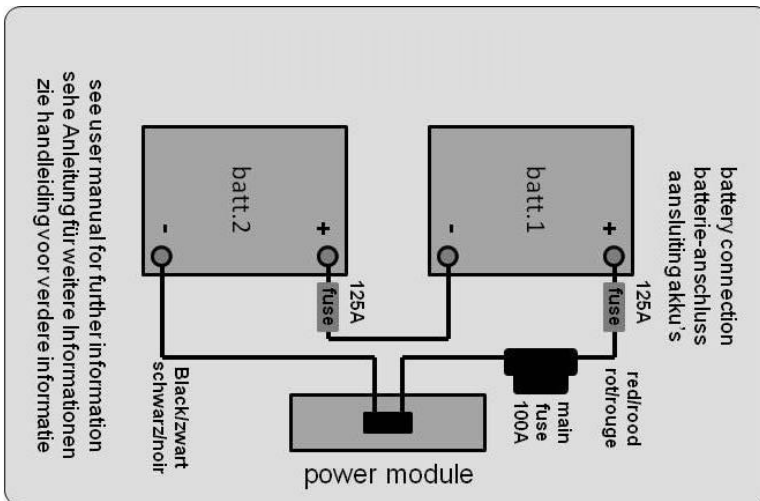 battery connection
batterie-anschluss
aansluiting akku's
batt.2
-
+
batt.1
-
+
125A
fuse
125A
fuse
main
fuse
100A
red/rood
rot/rouge
Black/zwart
schwarz/noir
power module
see user manual for further information
sehe Anleitung für weitere Informationen
zie handleiding voor verdere informatie